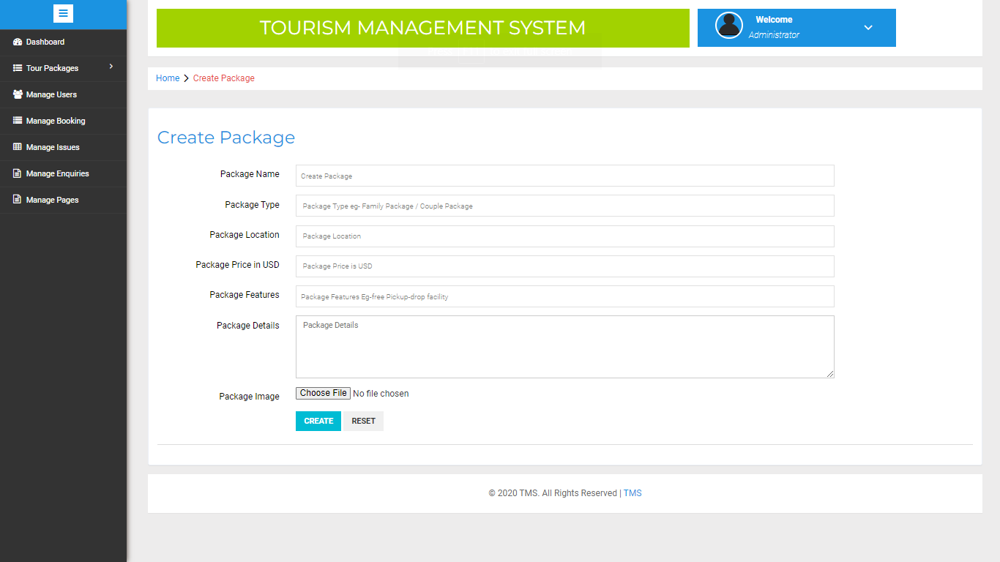 TOURISM MANAGEMENT SYSTEM
Welcome
Administrator
Dashboard
Tour Packages
Manage Users
Manage Booking
Manage Issues
Manage Enquiries
Manage Pages
Home > Create Package
Create Package
Package Name
Create Package
Package Type
Package Type eg- Family Package / Couple Package
Package Location
Package Location
Package Price in USD
Package Price is USD
Package Features
Package Features Eg-free Pickup-drop facility
Package Details
Package Details
Package Image
Choose File No file chosen
CREATE RESET
© 2020 TMS. All Rights Reserved | TMS